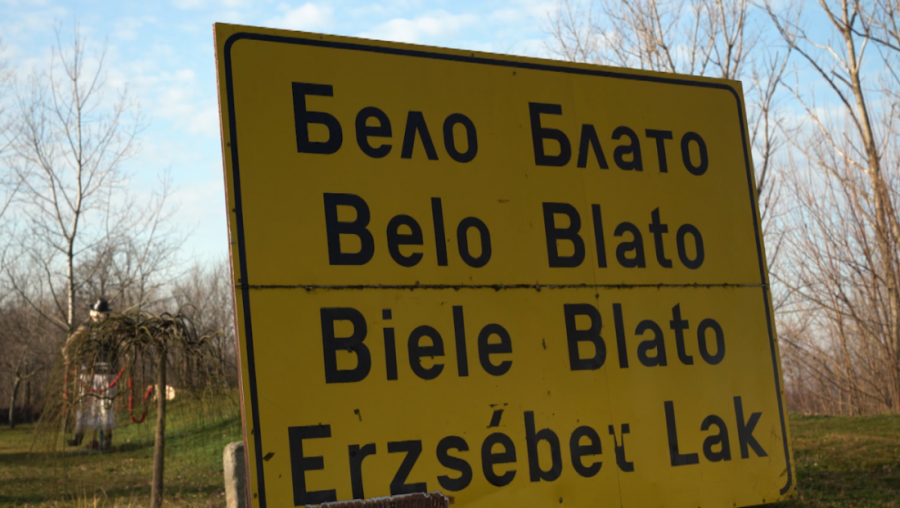 Бело Блато
Belo Blato
Biele Blato
Erzsébet Lak